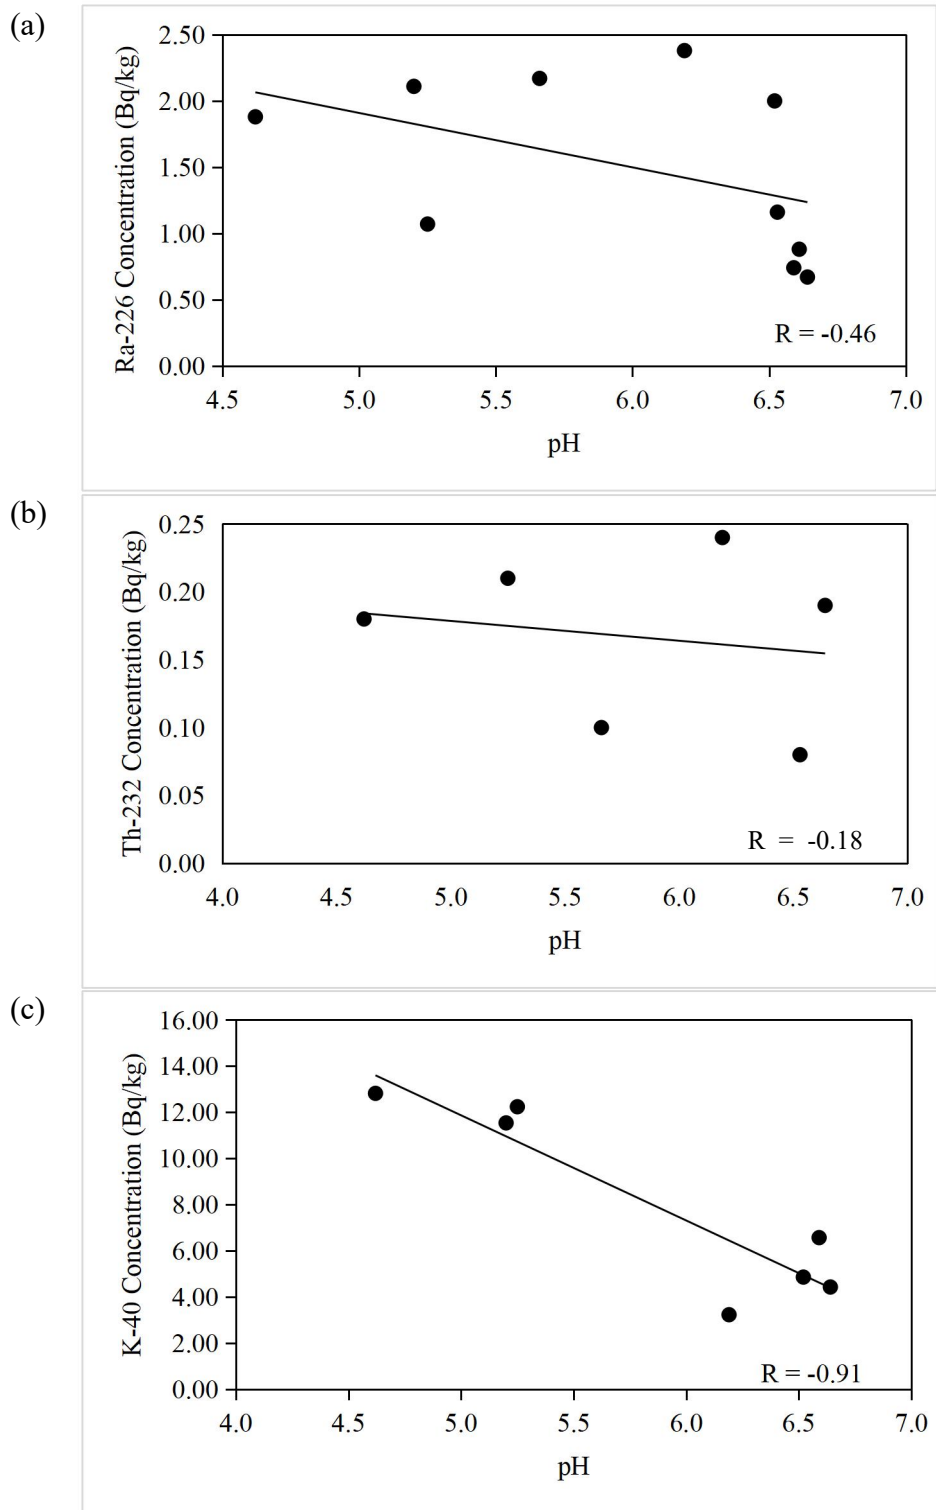 (a)
Ra-226 Concentration (Bq/kg)
2.50
2.00
1.50
1.00
0.50
0.00
R = -0.46
4.5 5.0 5.5 6.0 6.5 7.0
pH
(b)
Th-232 Concentration (Bq/kg)
0.25
0.20
0.15
0.10
0.05
0.00
R = -0.18
4.0 4.5 5.0 5.5 6.0 6.5 7.0
pH
(c)
K-40 Concentration (Bq/kg)
16.00
14.00
12.00
10.00
8.00
6.00
4.00
2.00
0.00
R = -0.91
4.0 4.5 5.0 5.5 6.0 6.5 7.0
pH